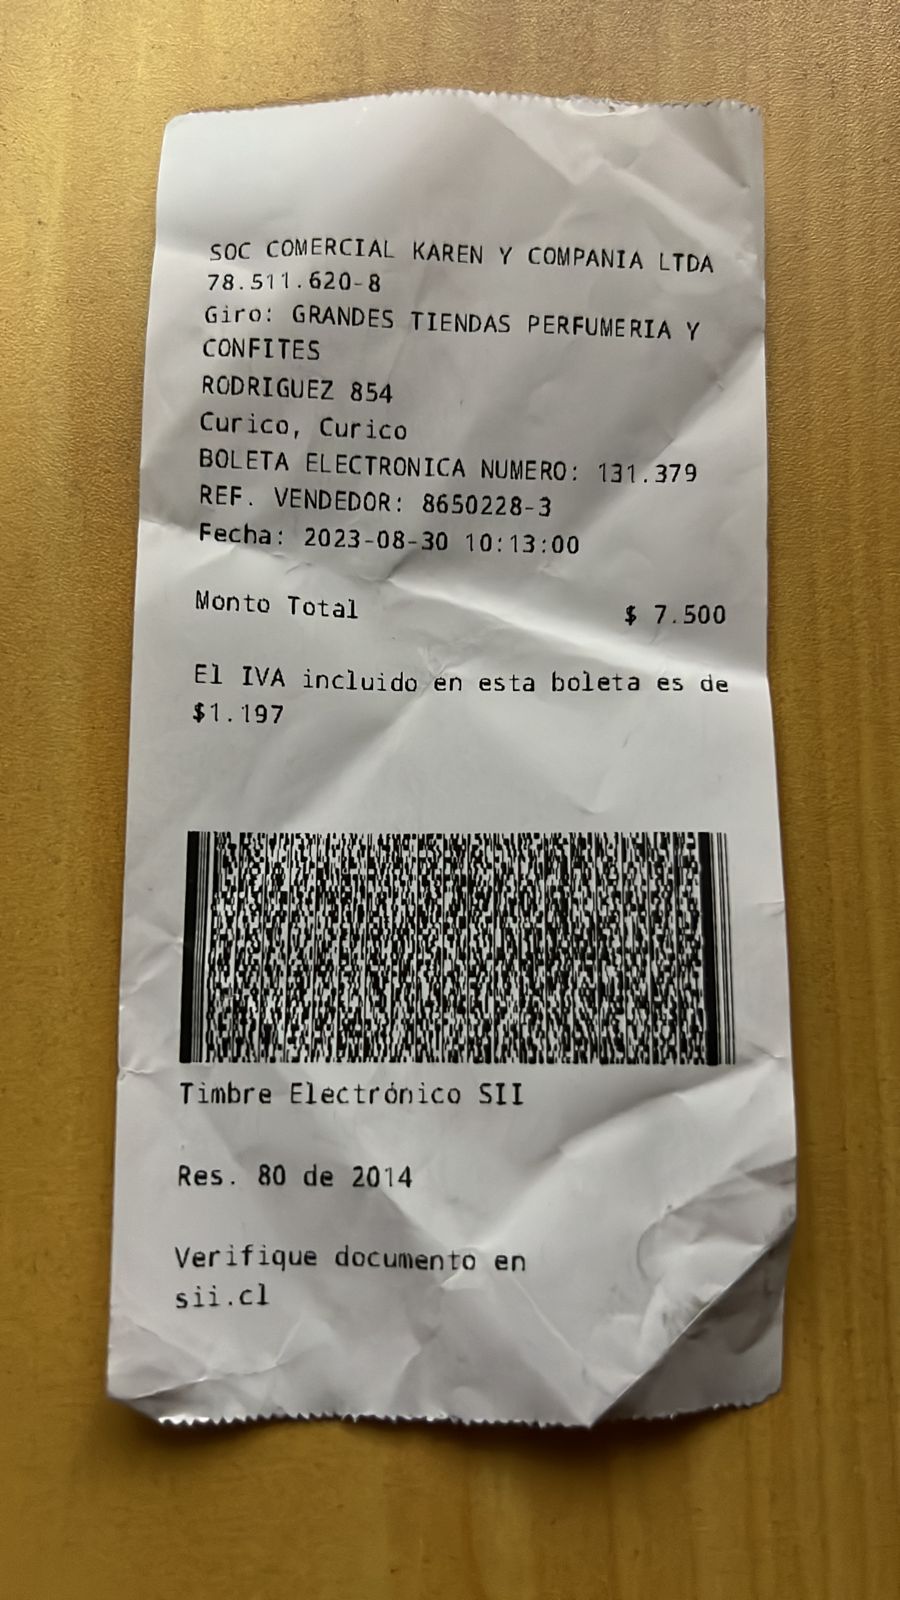 SOC COMERCIAL KAREN Y COMPANIA LTDA
78.511.620-8
Giro: GRANDES TIENDAS PERFUMERIA Y
CONFITES
RODRIGUEZ 854
Curico, Curico
BOLETA ELECTRONICA NUMERO: 131.379
REF. VENDEDOR: 8650228-3
Fecha: 2023-08-30 10:13:00
Monto Total $ 7.500
El IVA incluido en esta boleta es de
$1.197
Timbre Electrónico SII
Res. 80 de 2014
Verifique documento en
sii.cl